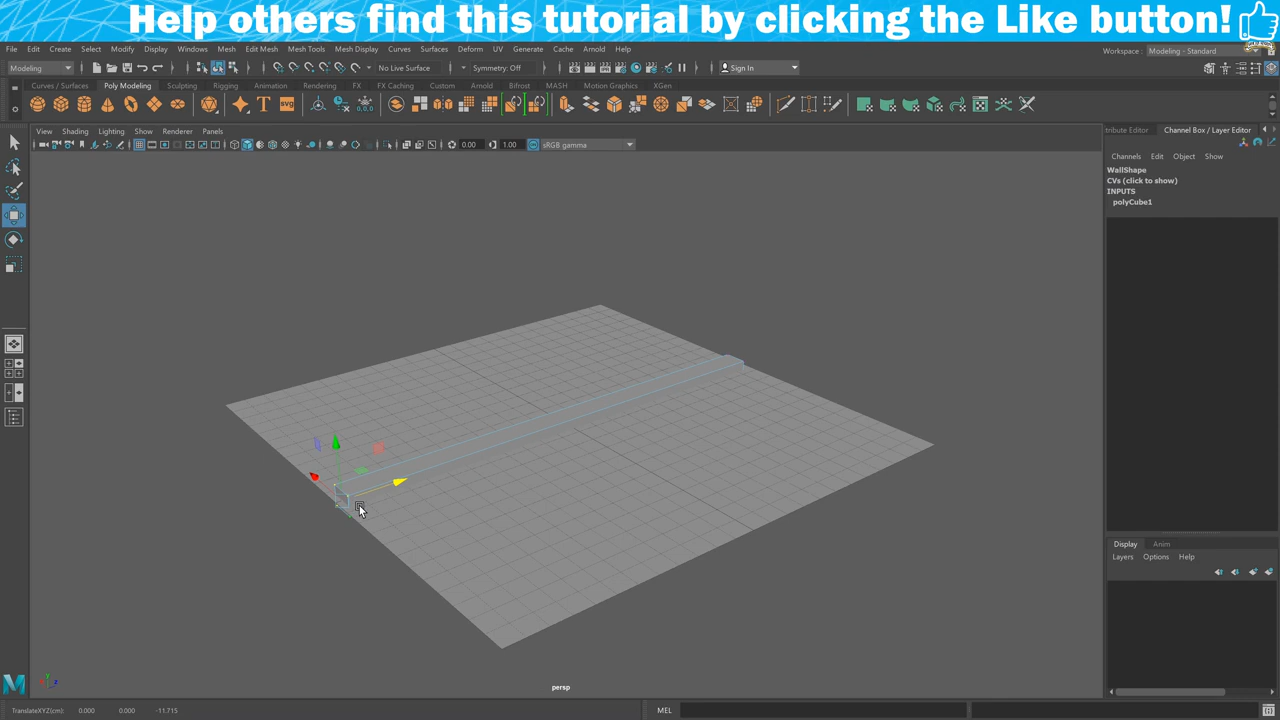 Help others find this tutorial by clicking the Like button!
File Edit Create Select Modify Display Windows Mesh Edit Mesh Mesh Tools Mesh Display Curves Surfaces Deform UV Generate Cache Arnold Help
Workspace : Modeling - Standard
Modeling
No Live Surface
Symmetry: Off
Sign In
Curves / Surfaces Poly Modeling Sculpting Rigging Animation Rendering FX FX Caching Custom Arnold Bifrost MASH Motion Graphics XGen
T svg
View Shading Lighting Show Renderer Panels
tribute Editor Channel Box / Layer Editor
0.00 1.00 sRGB gamma
Channels Edit Object Show
WallShape
CVs (click to show)
INPUTS
polyCube1
Display Anim
Layers Options Help
persp
TranslateXYZ(cm): 0.000 0.000 -11.715
MEL